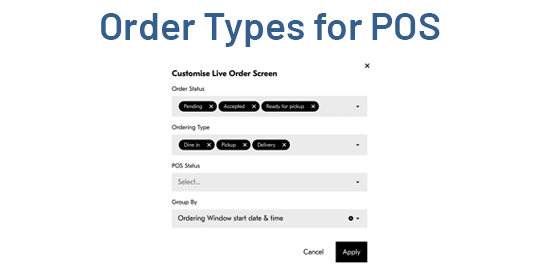 Order Types for POS
Customise Live Order Screen
Order Status
Pending Accepted Ready for pickup
Ordering Type
Dine in Pickup Delivery
POS Status
Select...
Group By
Ordering Window start date & time
Cancel Apply